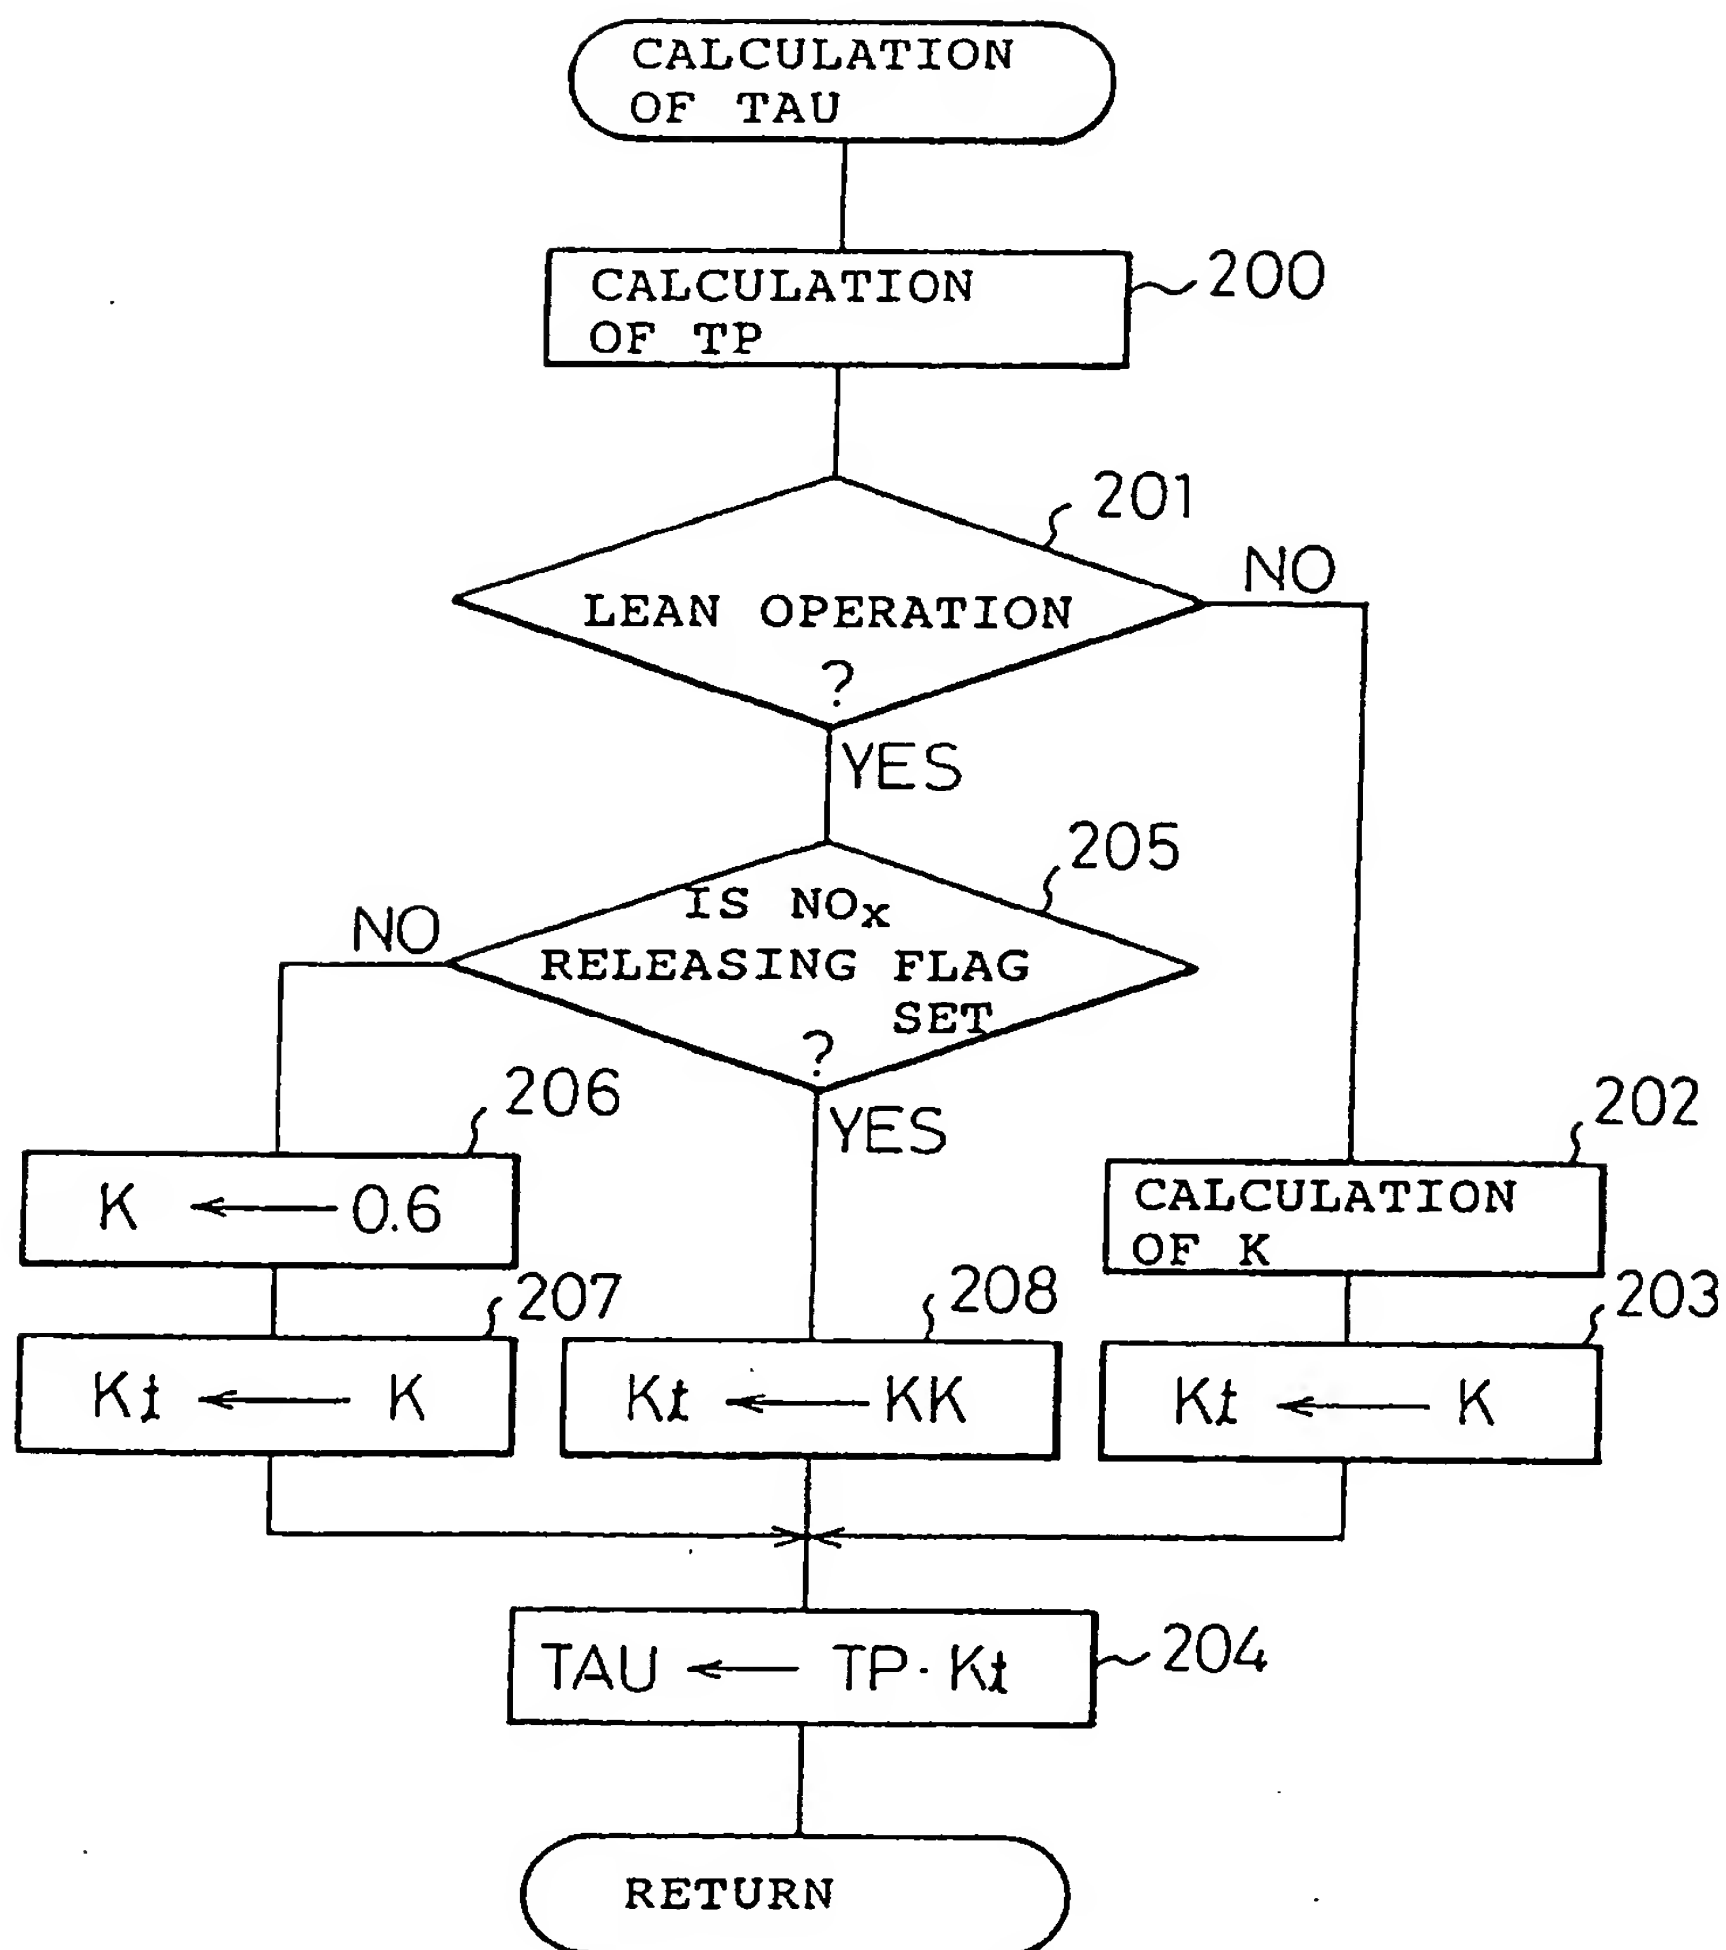 CALCULATION
OF TAU
CALCULATION
OF TP
200
201
NO
LEAN OPERATION
?
YES
205
IS NOx
NO
RELEASING FLAG
SET
?
YES
206
202
K ← 0.6
CALCULATION
OF K
207
208
203
Kt ← K
Kt ← KK
Kt ← K
TAU ← TP · Kt
204
RETURN